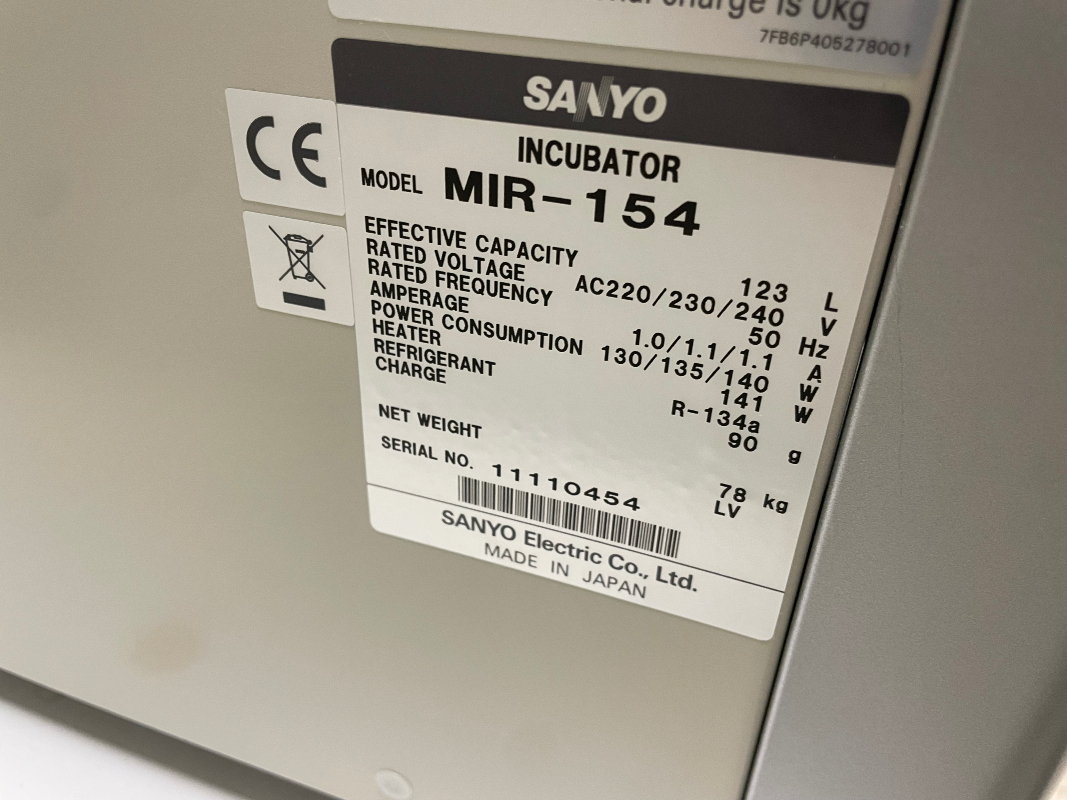 charge is 0kg
7FB6P405278001
SANYO
INCUBATOR
MODEL MIR-154
EFFECTIVE CAPACITY 123 L
RATED VOLTAGE AC220/230/240 V
RATED FREQUENCY 50 Hz
AMPERAGE 1.0/1.1/1.1 A
POWER CONSUMPTION 130/135/140 W
HEATER 141 W
REFRIGERANT R-134a
CHARGE 90 g
NET WEIGHT 78 kg
SERIAL NO. 11110454 LV
SANYO Electric Co., Ltd.
MADE IN JAPAN
CE